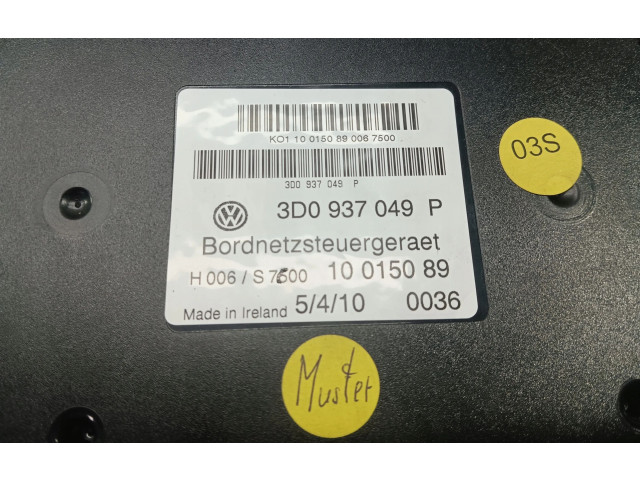 KO1 10 0150 89 006 7500
03S
3D0 937 049 P
3D0 937 049 P
Bordnetzsteuergeraet
H 006 / S 7500 10 0150 89
Made in Ireland 5/4/10 0036
Muster